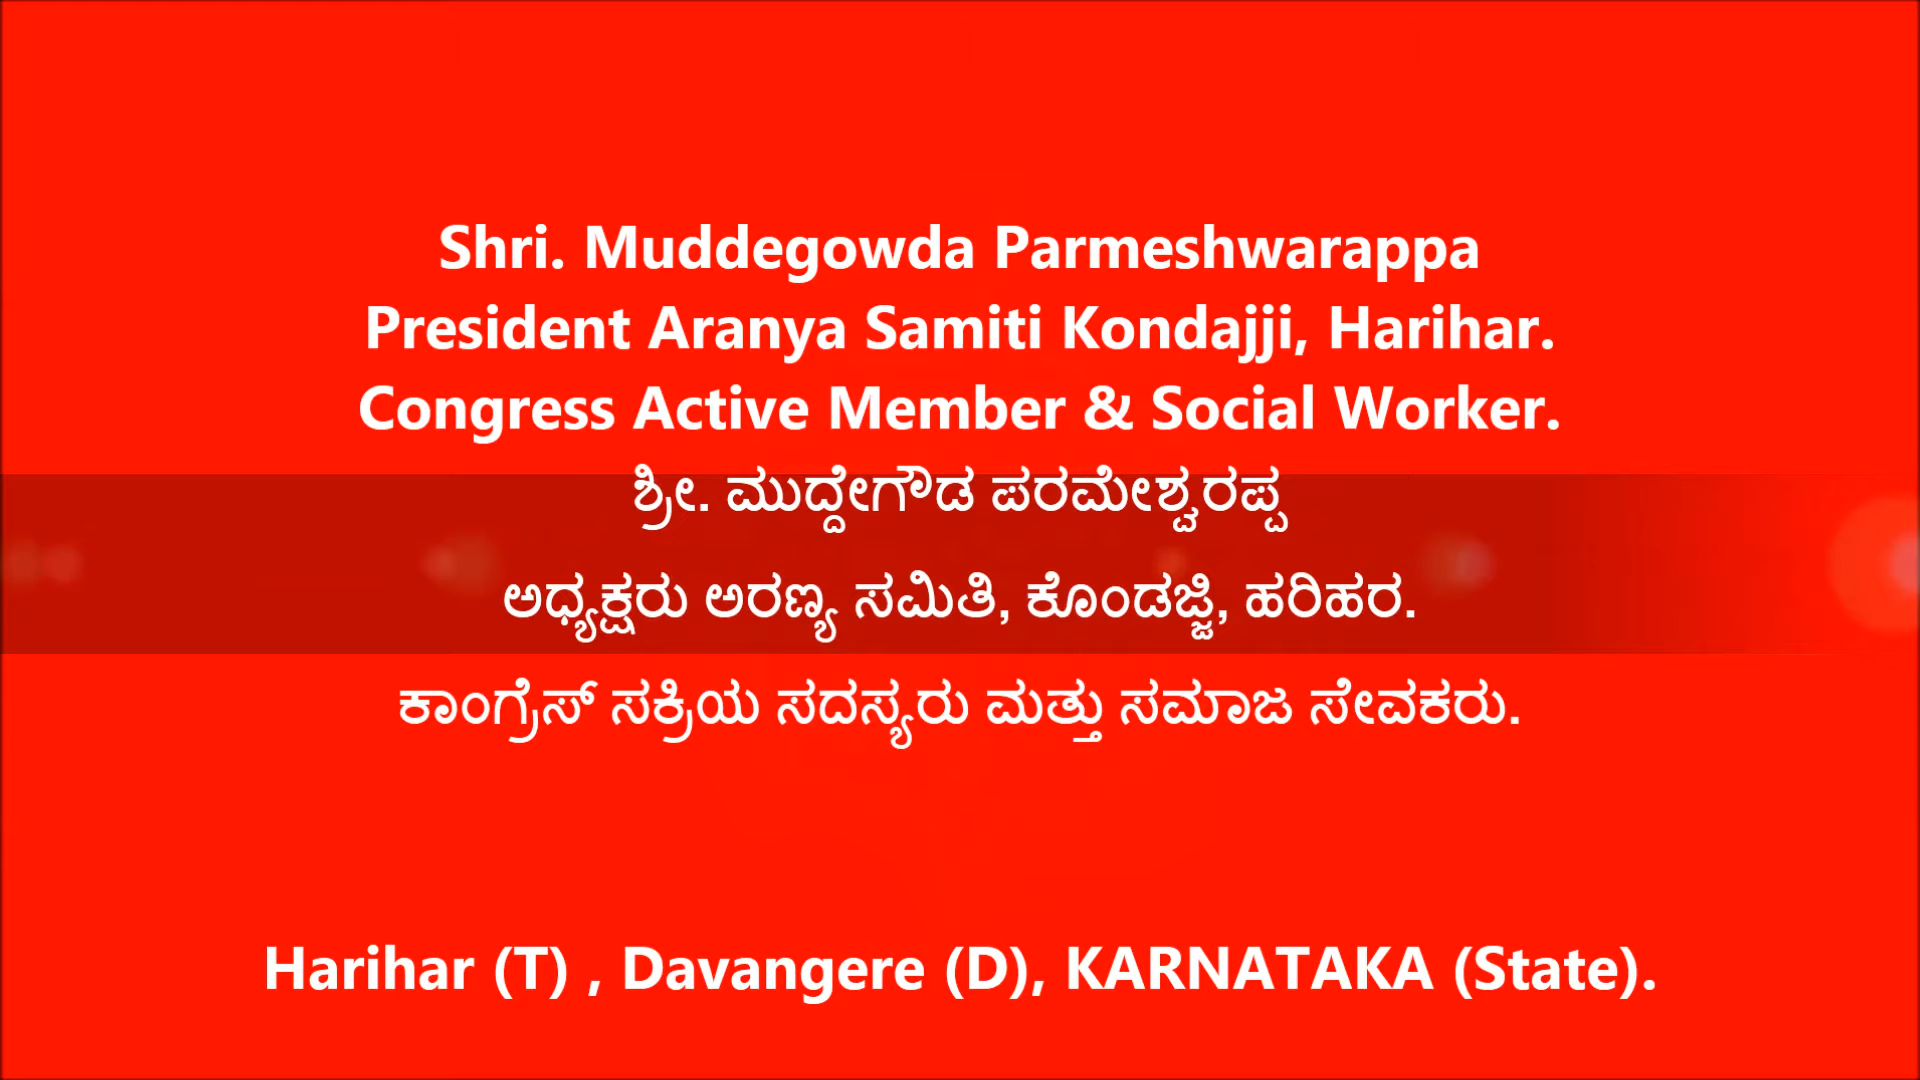 Shri. Muddegowda Parmeshwarappa
President Aranya Samiti Kondajji, Harihar.
Congress Active Member & Social Worker.
ಶ್ರೀ. ಮುದ್ದೇಗೌಡ ಪರಮೇಶ್ವರಪ್ಪ
ಅಧ್ಯಕ್ಷರು ಅರಣ್ಯ ಸಮಿತಿ, ಕೊಂಡಜ್ಜಿ, ಹರಿಹರ.
ಕಾಂಗ್ರೆಸ್ ಸಕ್ರಿಯ ಸದಸ್ಯರು ಮತ್ತು ಸಮಾಜ ಸೇವಕರು.
Harihar (T) , Davangere (D), KARNATAKA (State).